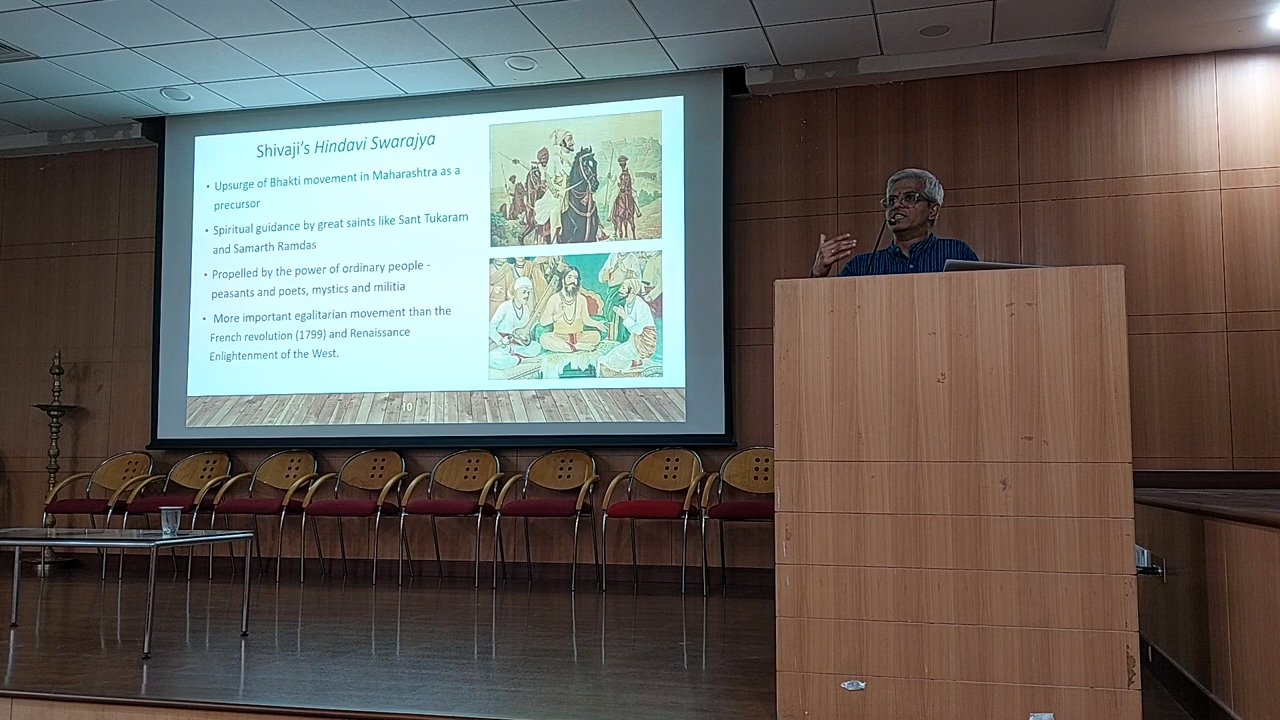 Shivaji's Hindavi Swarajya
• Upsurge of Bhakti movement in Maharashtra as a
precursor
• Spiritual guidance by great saints like Sant Tukaram
and Samarth Ramdas
• Propelled by the power of ordinary people -
peasants and poets, mystics and militia
• More important egalitarian movement than the
French revolution (1799) and Renaissance
Enlightenment of the West.
10